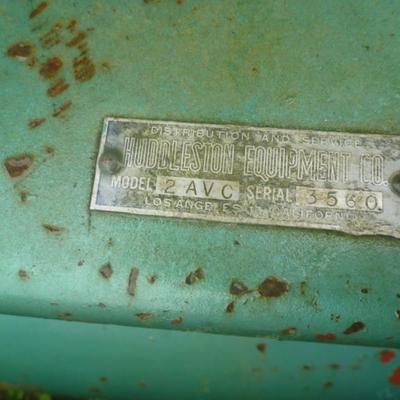 DISTRIBUTION AND SERVICE
HUDDLESTON EQUIPMENT CO.
MODEL 2 AVC SERIAL 3560
LOS ANGELES CALIFORNIA